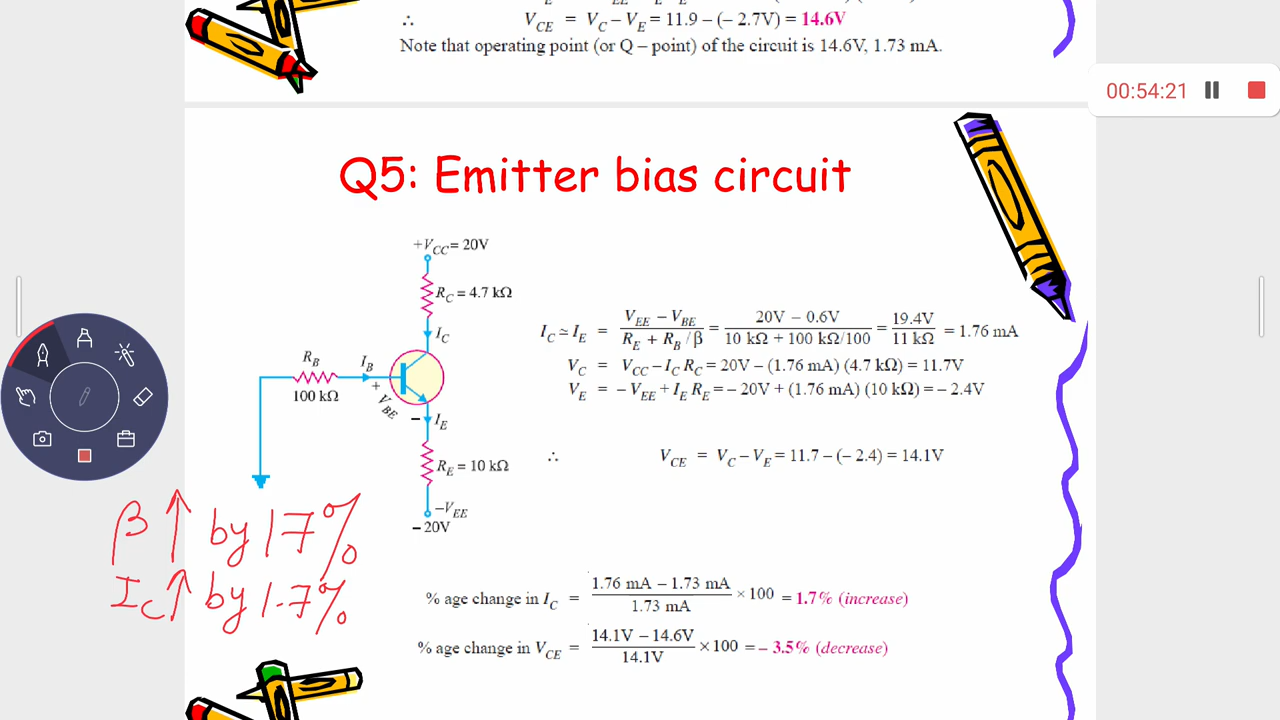 ∴ V_CE = V_C – V_E = 11.9 – (– 2.7V) = 14.6V
Note that operating point (or Q – point) of the circuit is 14.6V, 1.73 mA.
00:54:21
Q5: Emitter bias circuit
+V_CC = 20V
R_C = 4.7 kΩ
I_C
R_B
I_B
100 kΩ
+ V_BE –
I_E
R_E = 10 kΩ
–V_EE
– 20V
I_C ≃ I_E = (V_EE – V_BE) / (R_E + R_B / β) = (20V – 0.6V) / (10 kΩ + 100 kΩ/100) = 19.4V / 11 kΩ = 1.76 mA
V_C = V_CC – I_C R_C = 20V – (1.76 mA) (4.7 kΩ) = 11.7V
V_E = – V_EE + I_E R_E = – 20V + (1.76 mA) (10 kΩ) = – 2.4V
∴ V_CE = V_C – V_E = 11.7 – (– 2.4) = 14.1V
β ↑ by 17%
I_C ↑ by 1.7%
% age change in I_C = (1.76 mA – 1.73 mA) / 1.73 mA × 100 = 1.7% (increase)
% age change in V_CE = (14.1V – 14.6V) / 14.1V × 100 = – 3.5% (decrease)